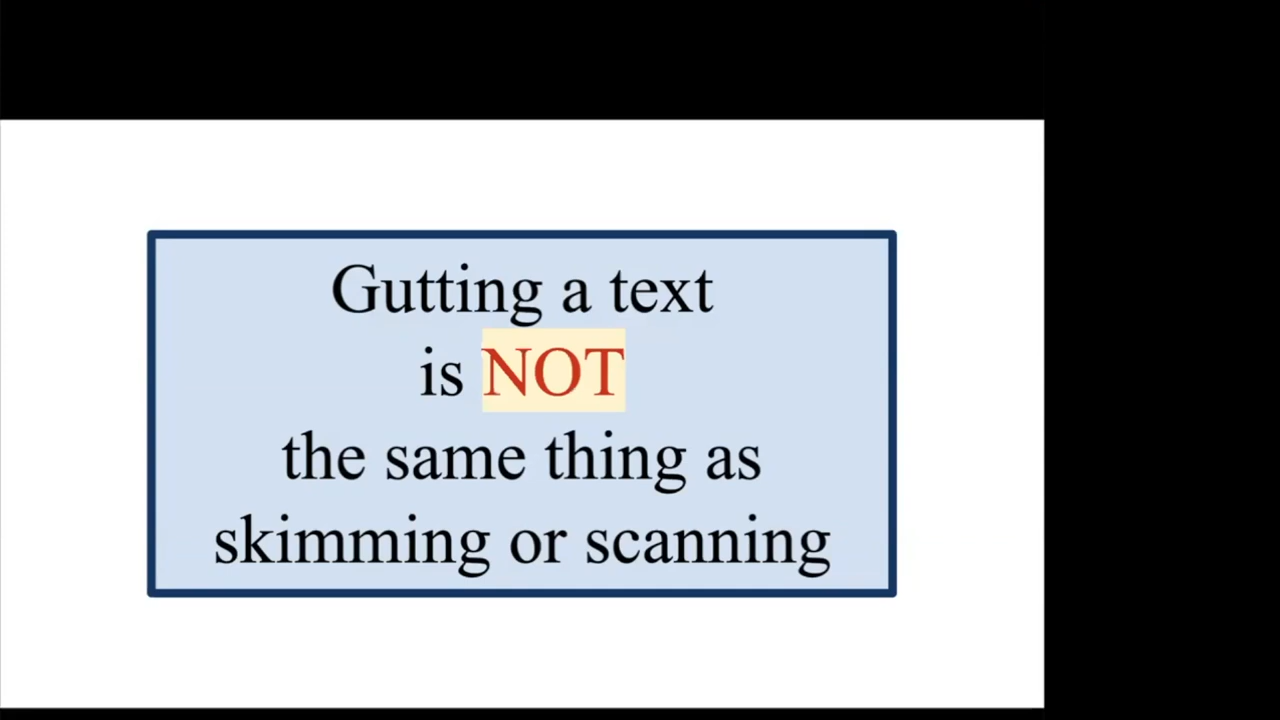 Gutting a text
is NOT
the same thing as
skimming or scanning